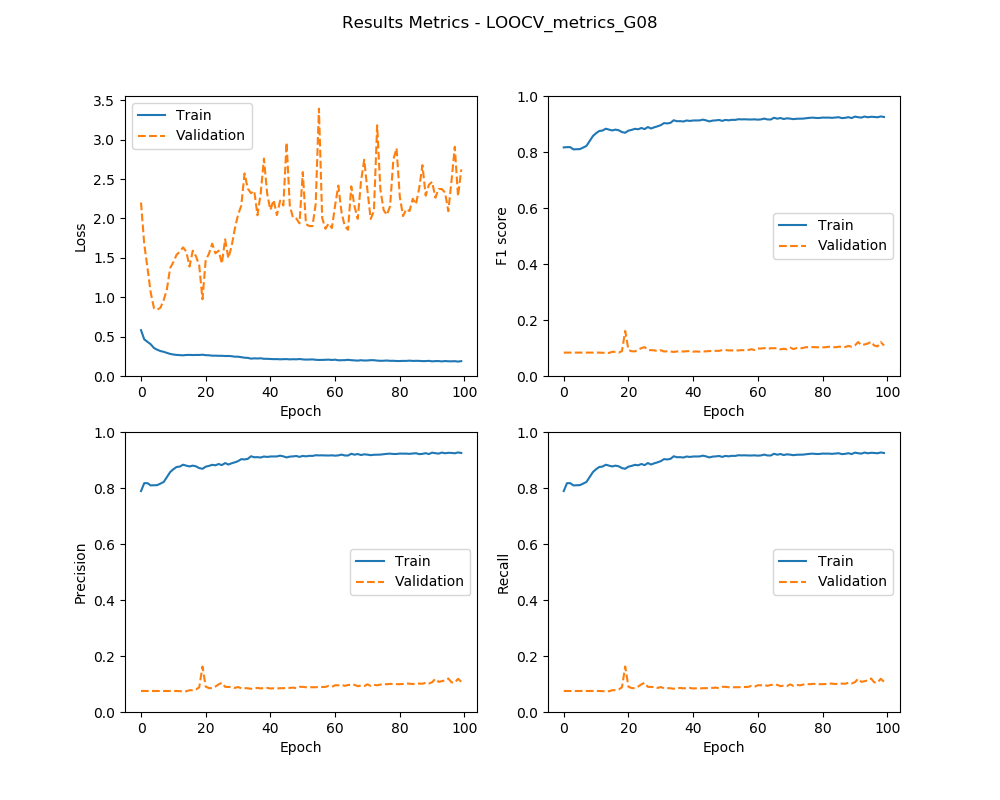 Results Metrics - LOOCV_metrics_G08
3.5
3.0
2.5
2.0
1.5
1.0
0.5
0.0
Loss
Train
Validation
0 20 40 60 80 100
Epoch
1.0
0.8
0.6
0.4
0.2
0.0
F1 score
Train
Validation
0 20 40 60 80 100
Epoch
1.0
0.8
0.6
0.4
0.2
0.0
Precision
Train
Validation
0 20 40 60 80 100
Epoch
1.0
0.8
0.6
0.4
0.2
0.0
Recall
Train
Validation
0 20 40 60 80 100
Epoch